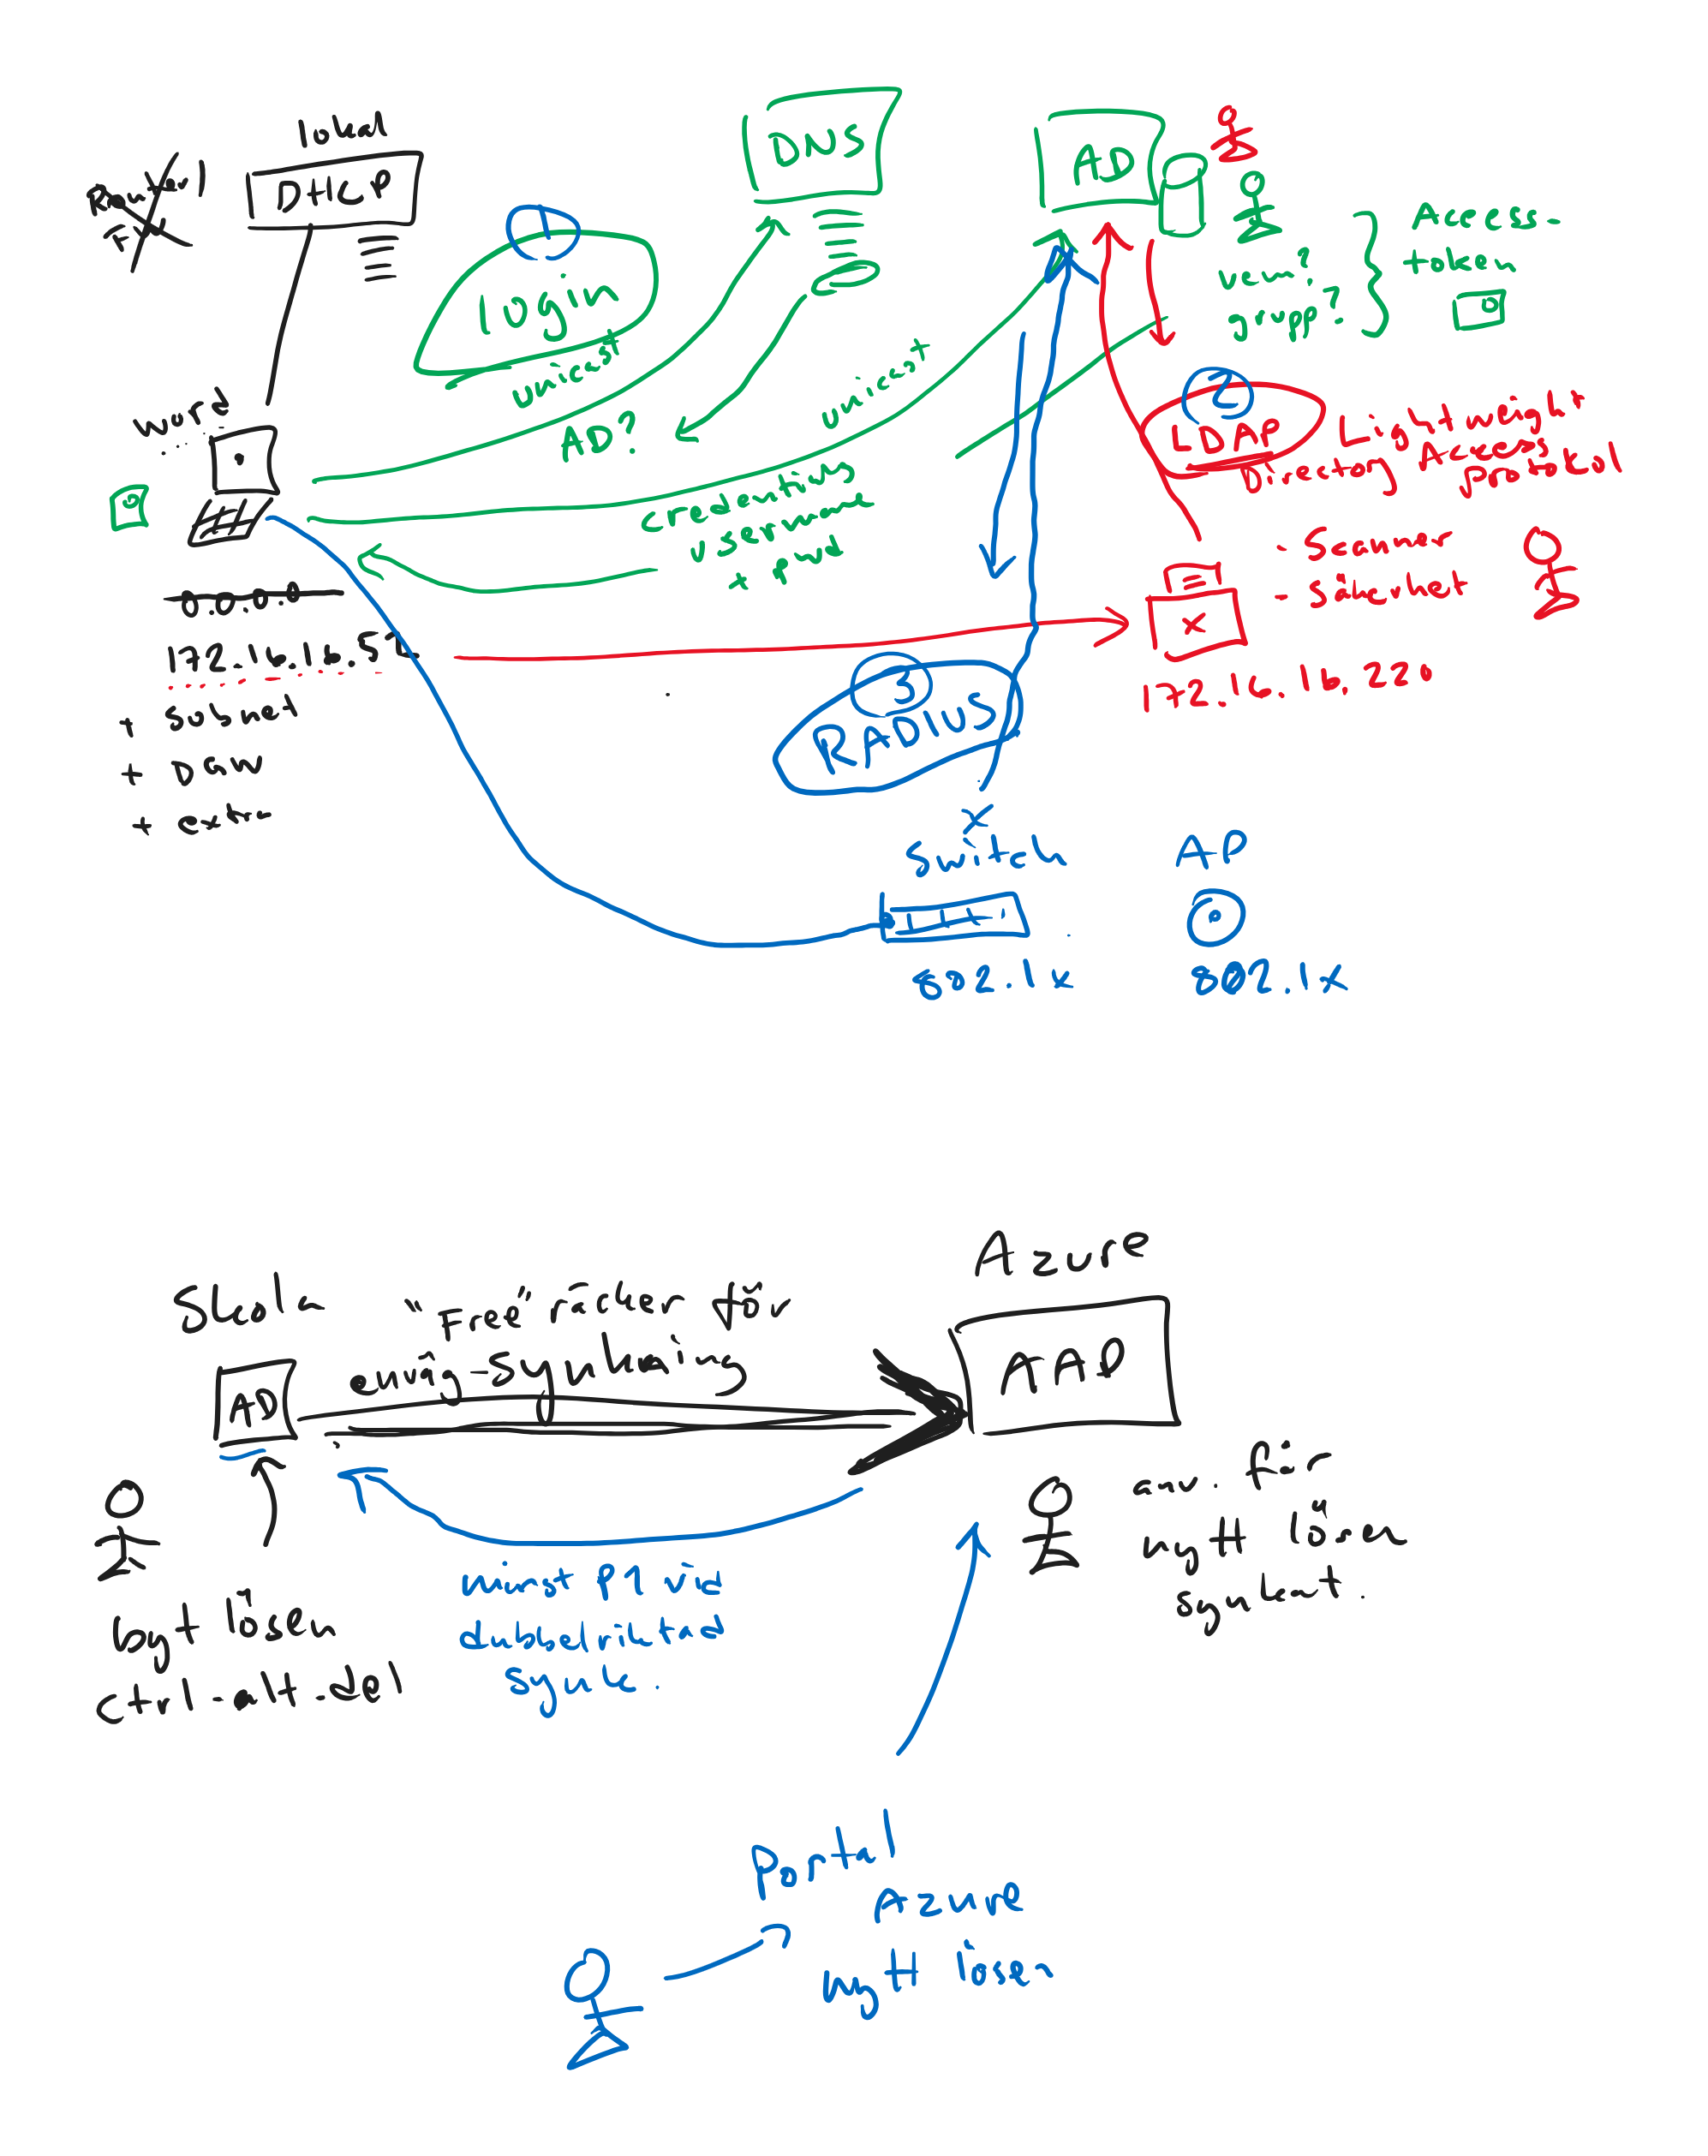 lokal
Router/
FW
DHCP
DNS
AD
1
login
unicast
AD?
unicast
credentials
username
+ pwd
vem?
grupp?
Access-
token
word
0.0.0.0
172.16.16.51
+ subnet
+ DGW
+ extra
2
LDAP
Lightweight
Directory Access
protokol
- Scanner
- Säkerhet
x
172.16.16.220
3
RADIUS
x
Switch
802.1x
AP
802.1x
Skola
"Free" räcker för
envåg-synkning
AD
Azure
AAD
byt lösen
ctrl-alt-del
minst P1 vid
dubbelriktad
synk.
anv. får
nytt lösen
synkat.
Portal
Azure
nytt lösen